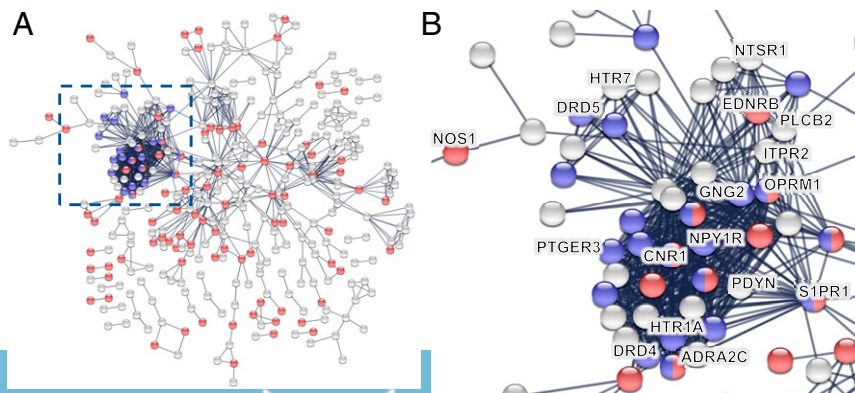 A
B
NTSR1
HTR7
EDNRB
DRD5
PLCB2
NOS1
ITPR2
GNG2
OPRM1
NPY1R
PTGER3
CNR1
PDYN
S1PR1
HTR1A
DRD4
ADRA2C